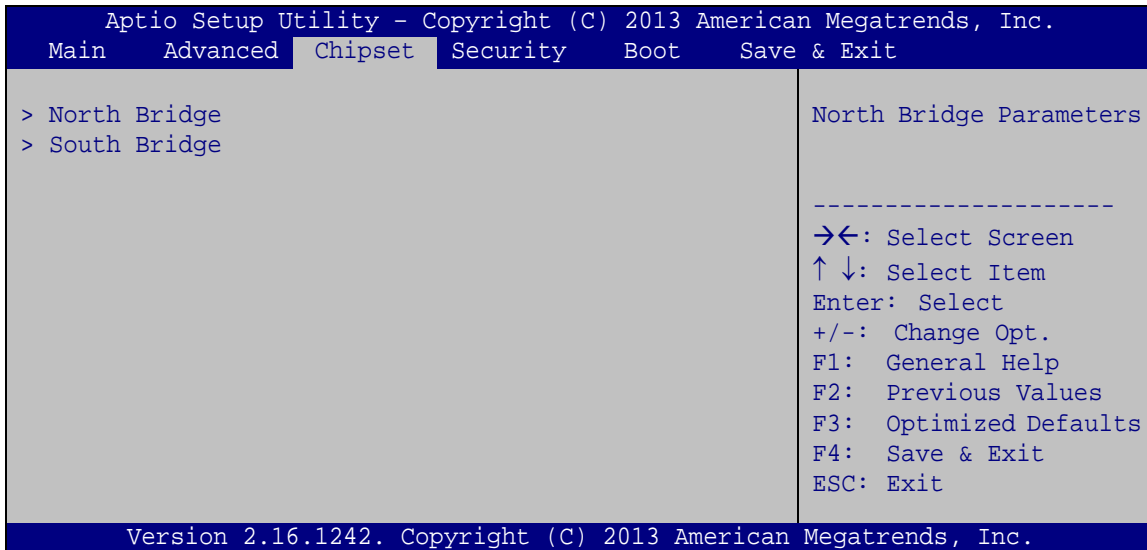 Aptio Setup Utility – Copyright (C) 2013 American Megatrends, Inc.
Main Advanced Chipset Security Boot Save & Exit
> North Bridge
> South Bridge
North Bridge Parameters
---------------------
→←: Select Screen
↑ ↓: Select Item
Enter: Select
+/-: Change Opt.
F1: General Help
F2: Previous Values
F3: Optimized Defaults
F4: Save & Exit
ESC: Exit
Version 2.16.1242. Copyright (C) 2013 American Megatrends, Inc.